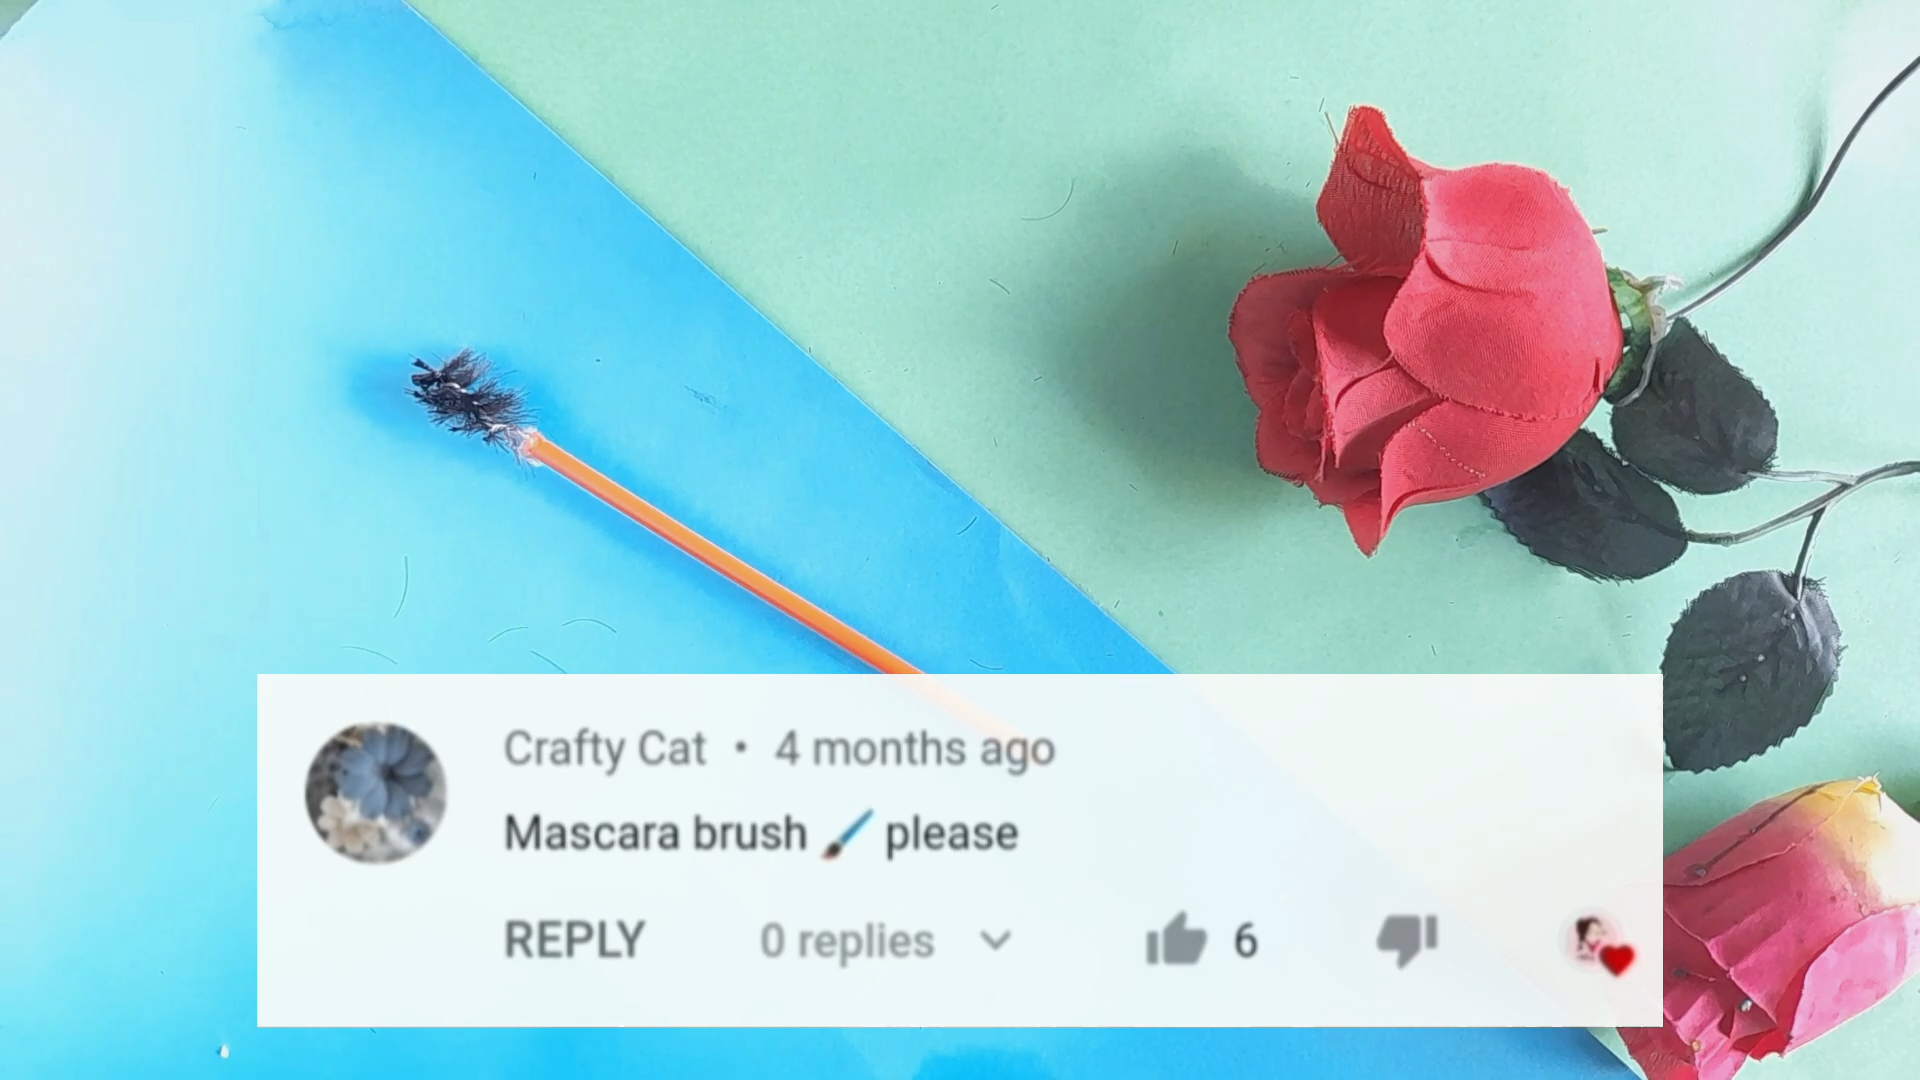 Crafty Cat • 4 months ago
Mascara brush 🖌️ please
REPLY 0 replies 6